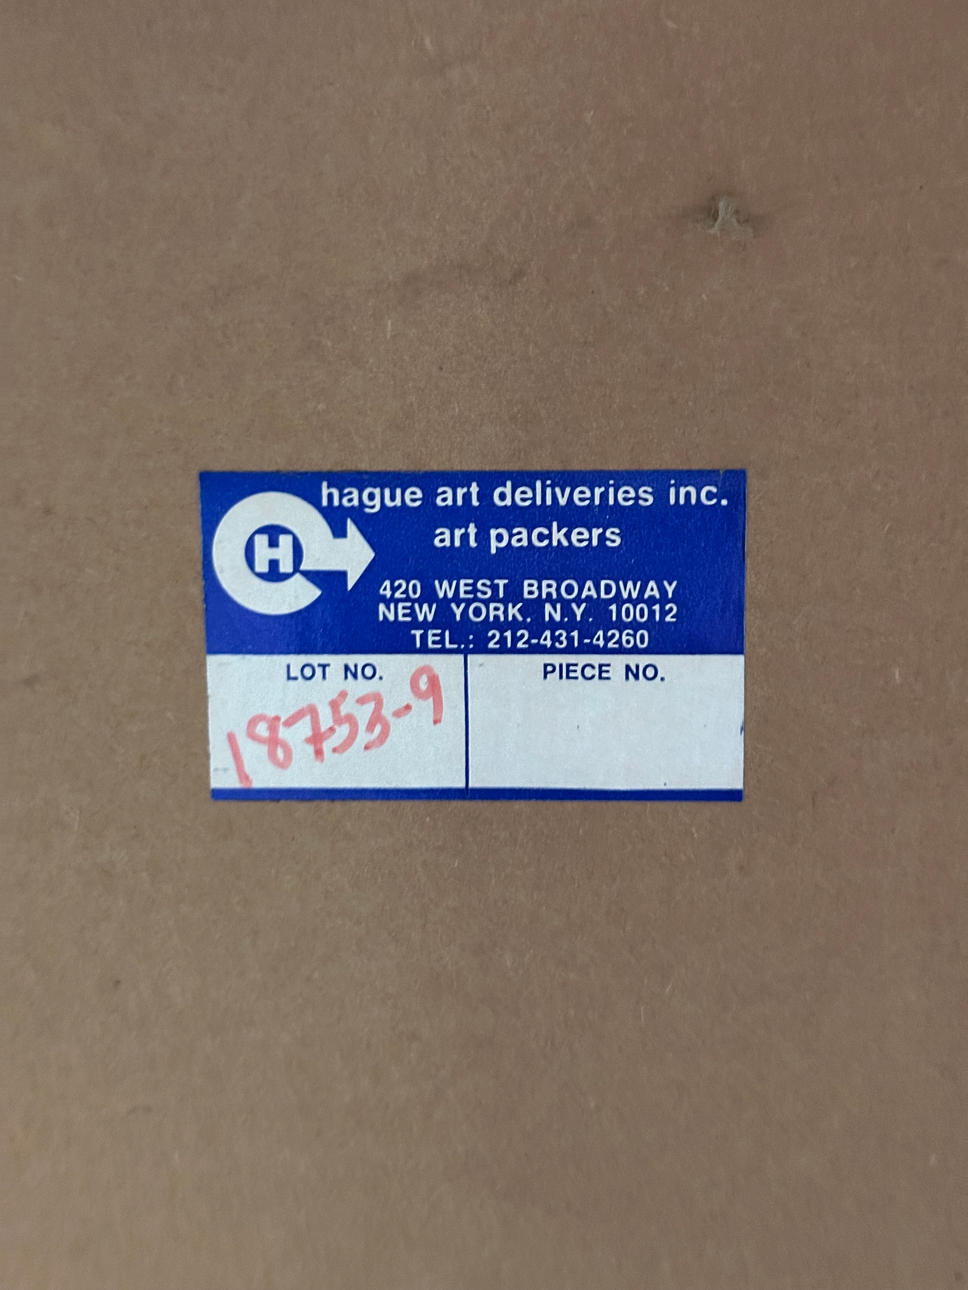 hague art deliveries inc.
art packers
H
420 WEST BROADWAY
NEW YORK, N.Y. 10012
TEL.: 212-431-4260
LOT NO.
PIECE NO.
18753-9